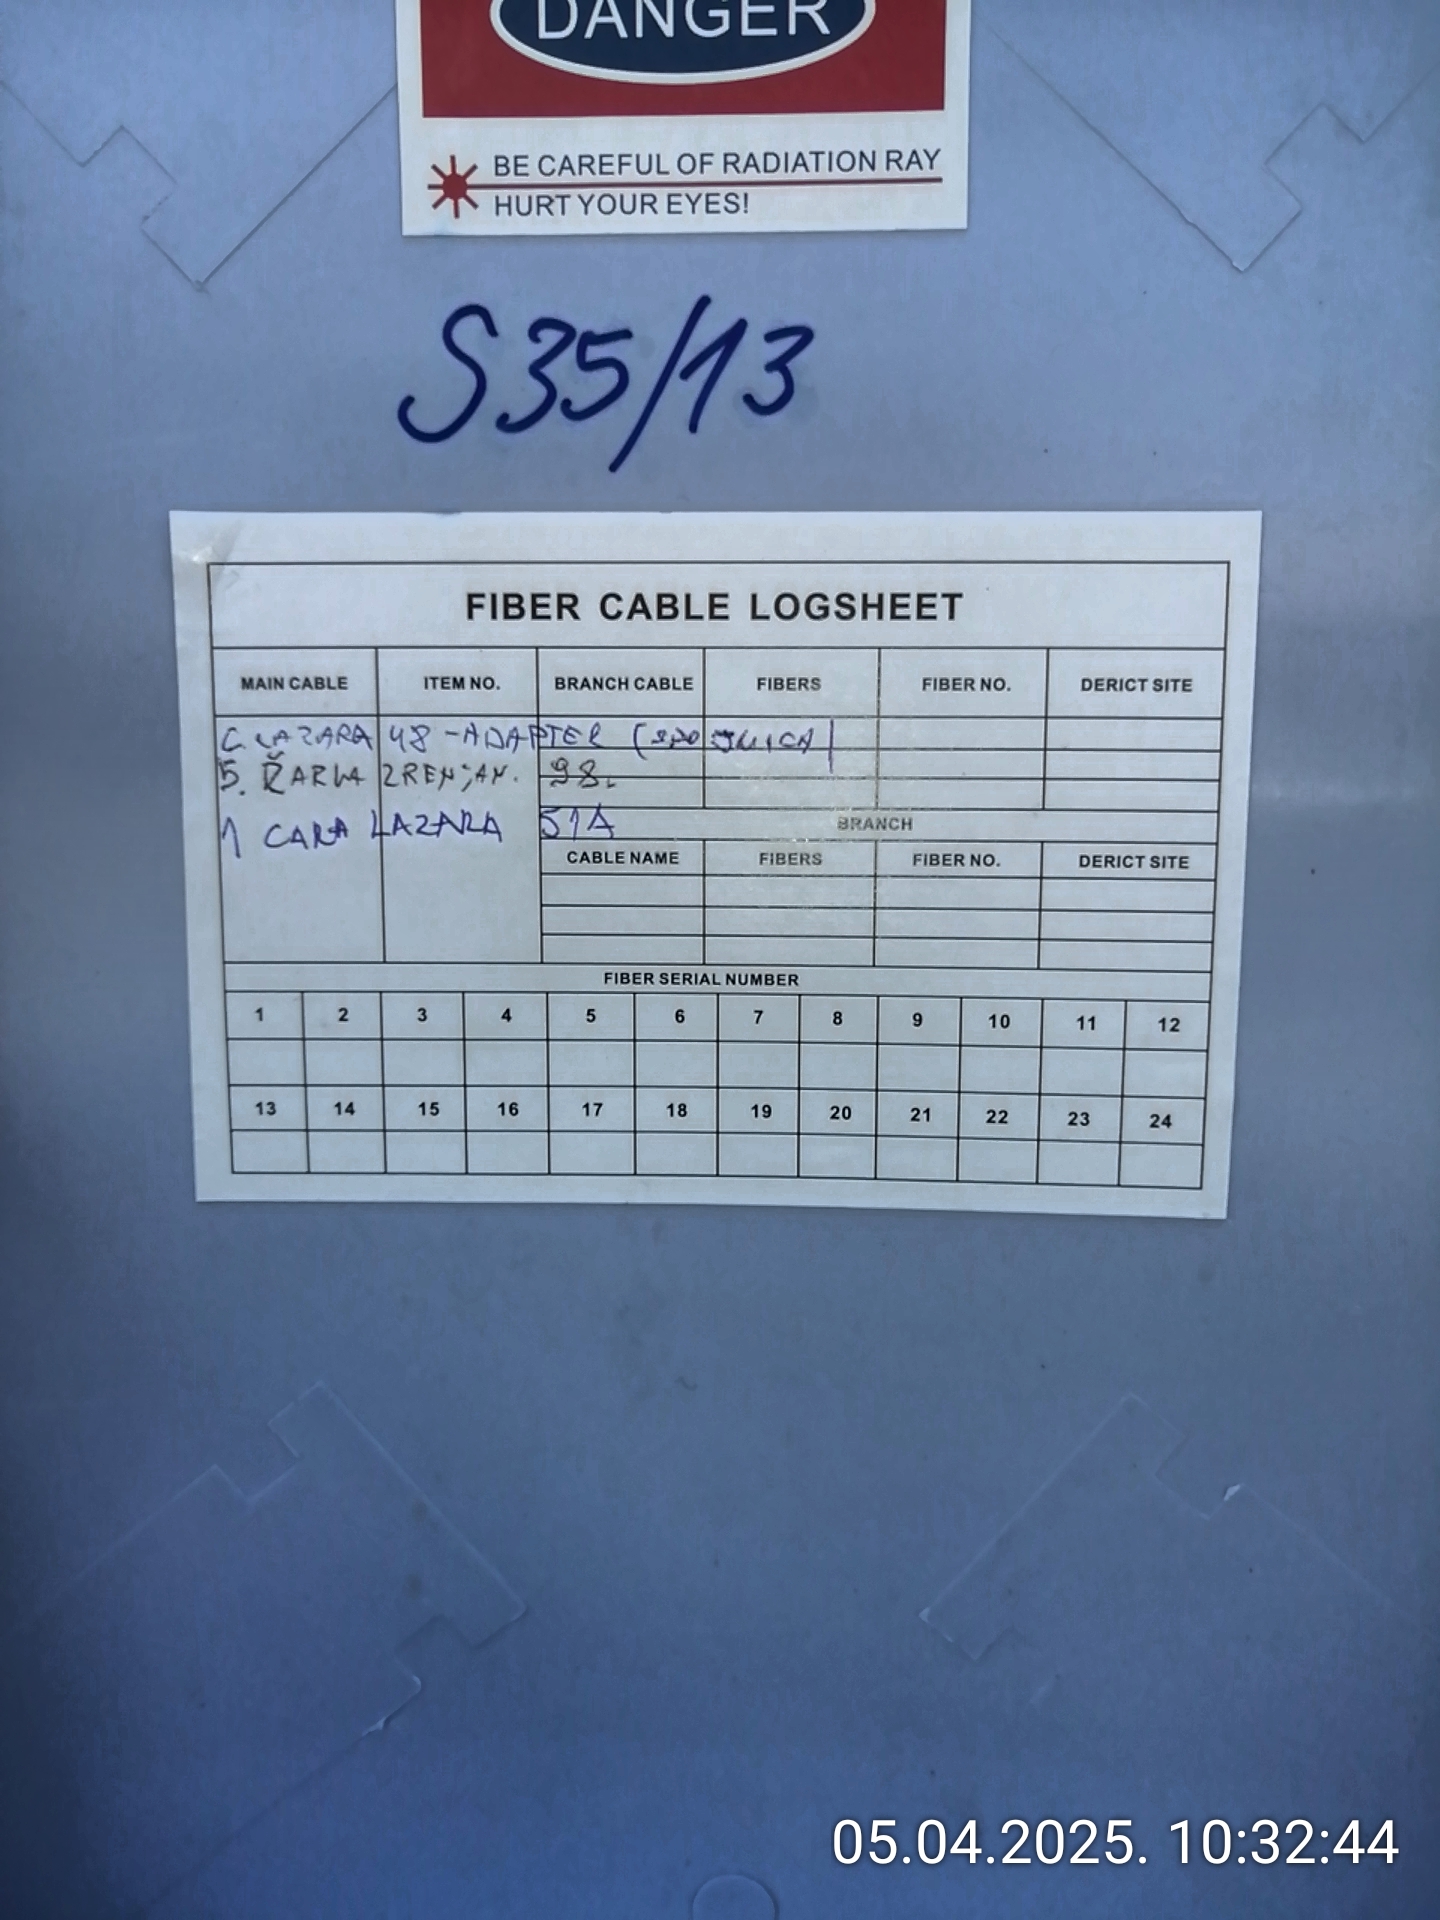 DANGER
BE CAREFUL OF RADIATION RAY
HURT YOUR EYES!
S35/13
FIBER CABLE LOGSHEET
MAIN CABLE ITEM NO. BRANCH CABLE FIBERS FIBER NO. DERICT SITE
C. LAZARA 48 - ADAPTER
5. ŽARKA ZRENJAN. 98.
1 CARA LAZARA 51A
BRANCH
CABLE NAME FIBERS FIBER NO. DERICT SITE
FIBER SERIAL NUMBER
1 2 3 4 5 6 7 8 9 10 11 12
13 14 15 16 17 18 19 20 21 22 23 24
05.04.2025. 10:32:44